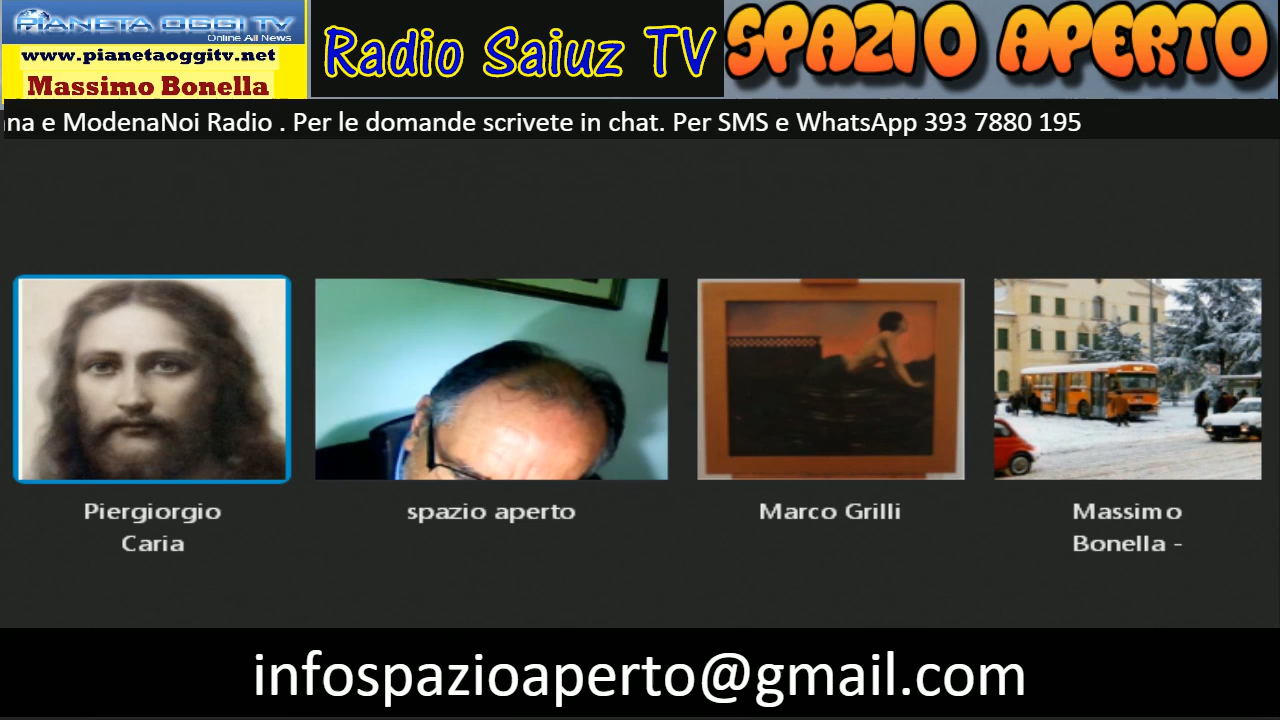 PIANETA OGGI TV
Online All News
www.pianetaoggitv.net
Massimo Bonella
Radio Saiuz TV
SPAZIO APERTO
e ModenaNoi Radio . Per le domande scrivete in chat. Per SMS e WhatsApp 393 7880 195
Piergiorgio
Caria
spazio aperto
Marco Grilli
Massimo
Bonella -
infospazioaperto@gmail.com